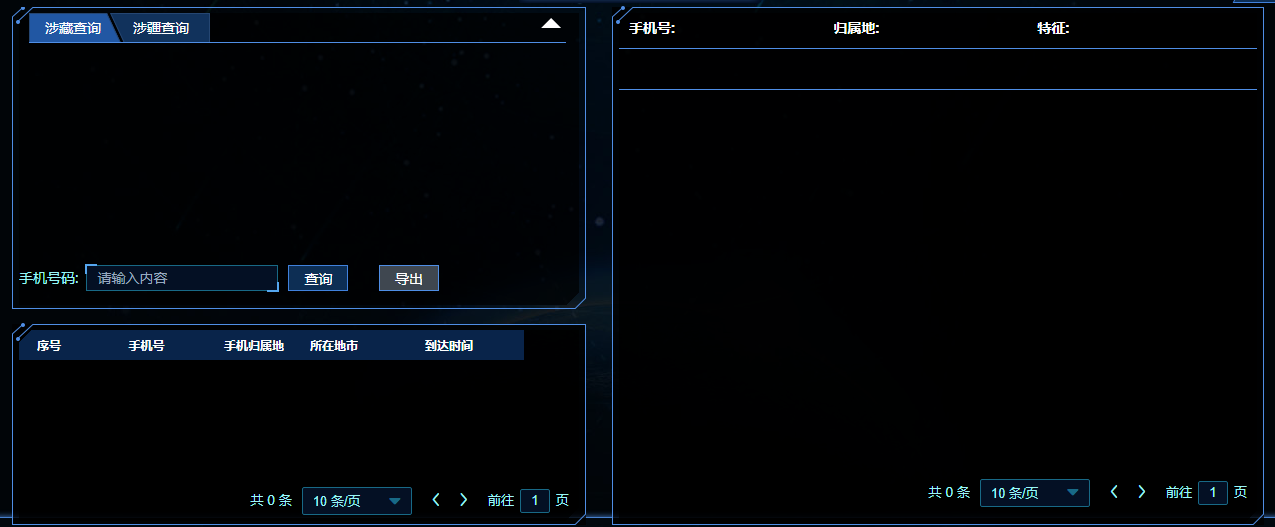 涉藏查询 涉疆查询
手机号码: 请输入内容 查询 导出
序号 手机号 手机归属地 所在地市 到达时间
共 0 条 10 条/页 前往 1 页
手机号: 归属地: 特征:
共 0 条 10 条/页 前往 1 页